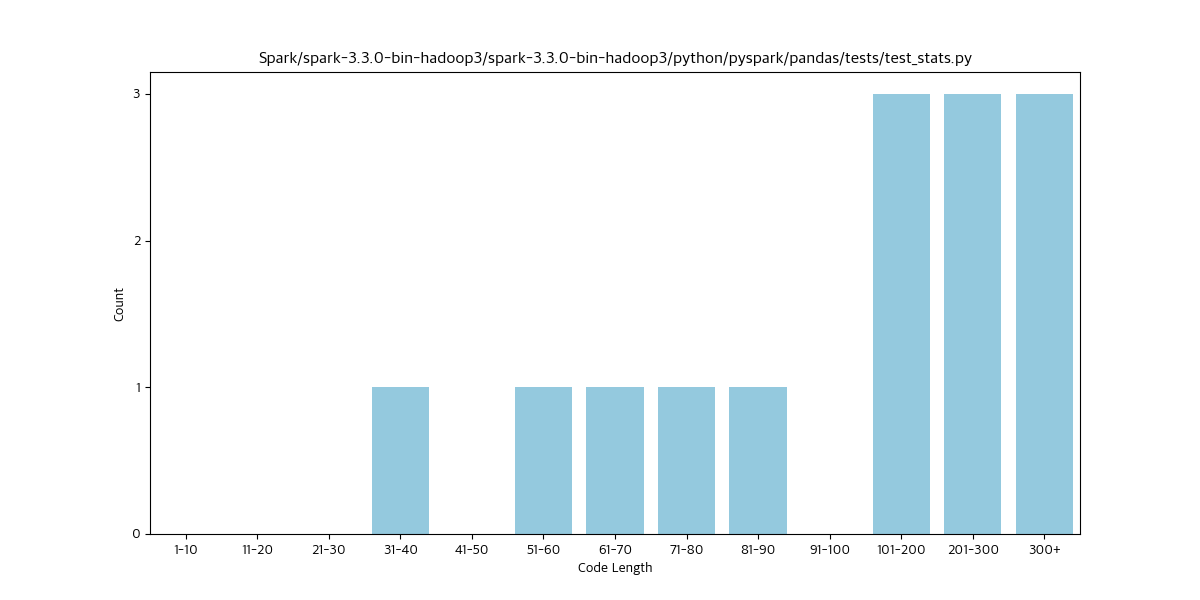 Spark/spark-3.3.0-bin-hadoop3/spark-3.3.0-bin-hadoop3/python/pyspark/pandas/tests/test_stats.py
3
2
1
0
Count
1-10 11-20 21-30 31-40 41-50 51-60 61-70 71-80 81-90 91-100 101-200 201-300 300+
Code Length